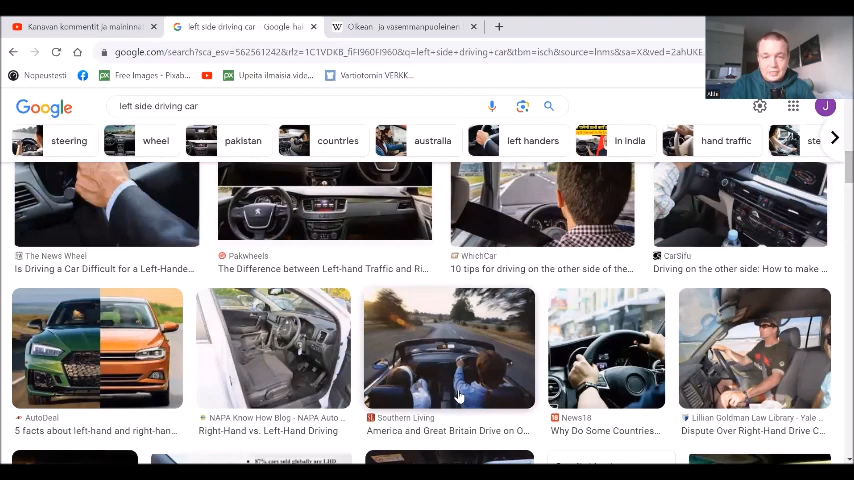 Kanavan kommentit ja maininnat
left side driving car Google hak
Oikean- ja vasemmanpuoleinen
google.com/search?sca_esv=562561242&rlz=1C1VDKB_fiFI960FI960&q=left+side+driving+car&tbm=isch&source=lnms&sa=X&ved=2ahUKE
Nopeustesti
Free Images - Pixab...
Upeita ilmaisia video...
Vartiotornin VERKK...
Google
left side driving car
J
steering
wheel
pakistan
countries
australia
left handers
in india
hand traffic
ste
The News Wheel
Is Driving a Car Difficult for a Left-Hande...
Pakwheels
The Difference between Left-hand Traffic and Ri...
WhichCar
10 tips for driving on the other side of the...
CarSifu
Driving on the other side: How to make ...
AutoDeal
5 facts about left-hand and right-han...
NAPA Know How Blog - NAPA Auto ...
Right-Hand vs. Left-Hand Driving
Southern Living
America and Great Britain Drive on O...
News18
Why Do Some Countries...
Lillian Goldman Law Library - Yale ...
Dispute Over Right-Hand Drive C...